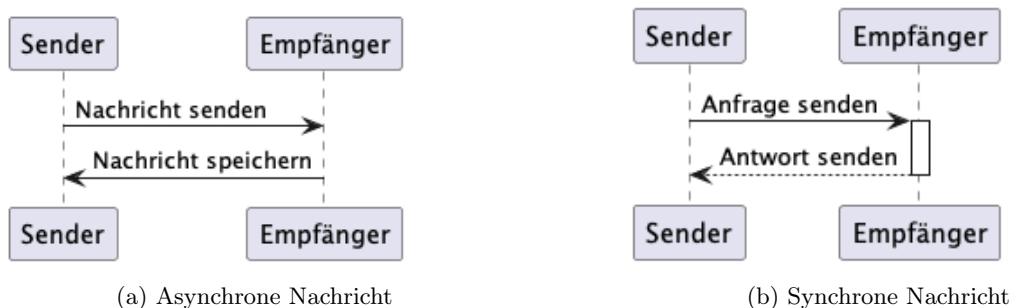 Sender Empfänger
Nachricht senden
Nachricht speichern
Sender Empfänger
(a) Asynchrone Nachricht
Sender Empfänger
Anfrage senden
Antwort senden
Sender Empfänger
(b) Synchrone Nachricht